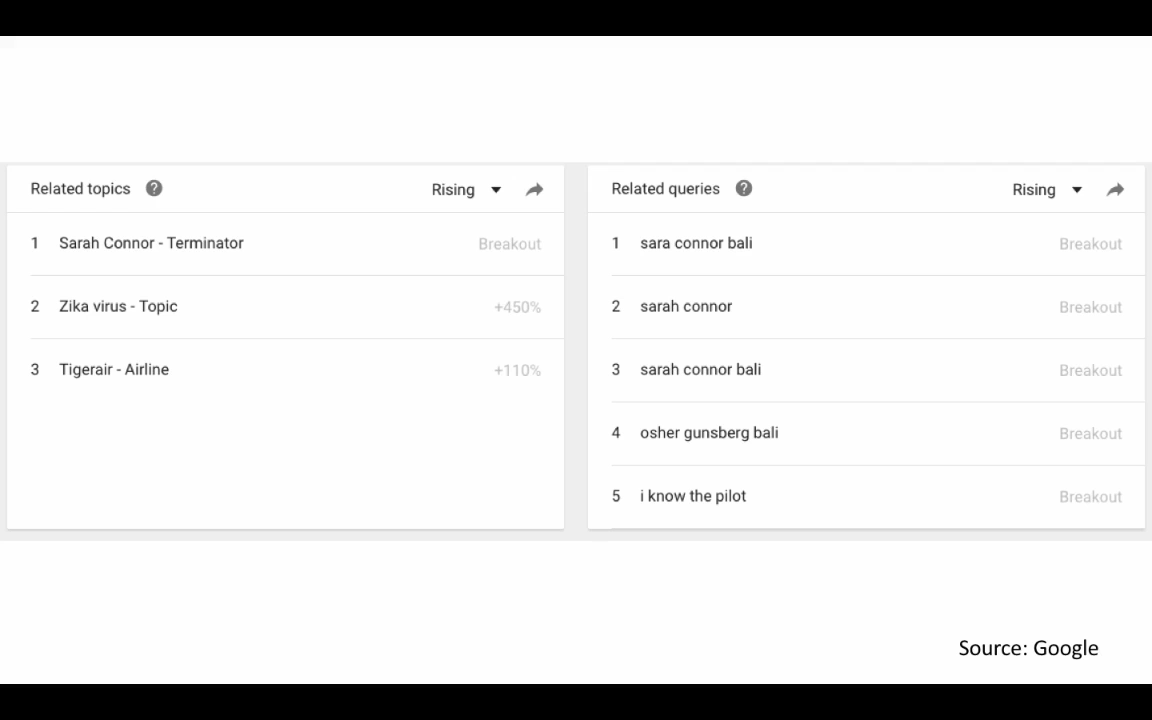 Related topics ? Rising
1 Sarah Connor - Terminator Breakout
2 Zika virus - Topic +450%
3 Tigerair - Airline +110%
Related queries ? Rising
1 sara connor bali Breakout
2 sarah connor Breakout
3 sarah connor bali Breakout
4 osher gunsberg bali Breakout
5 i know the pilot Breakout
Source: Google